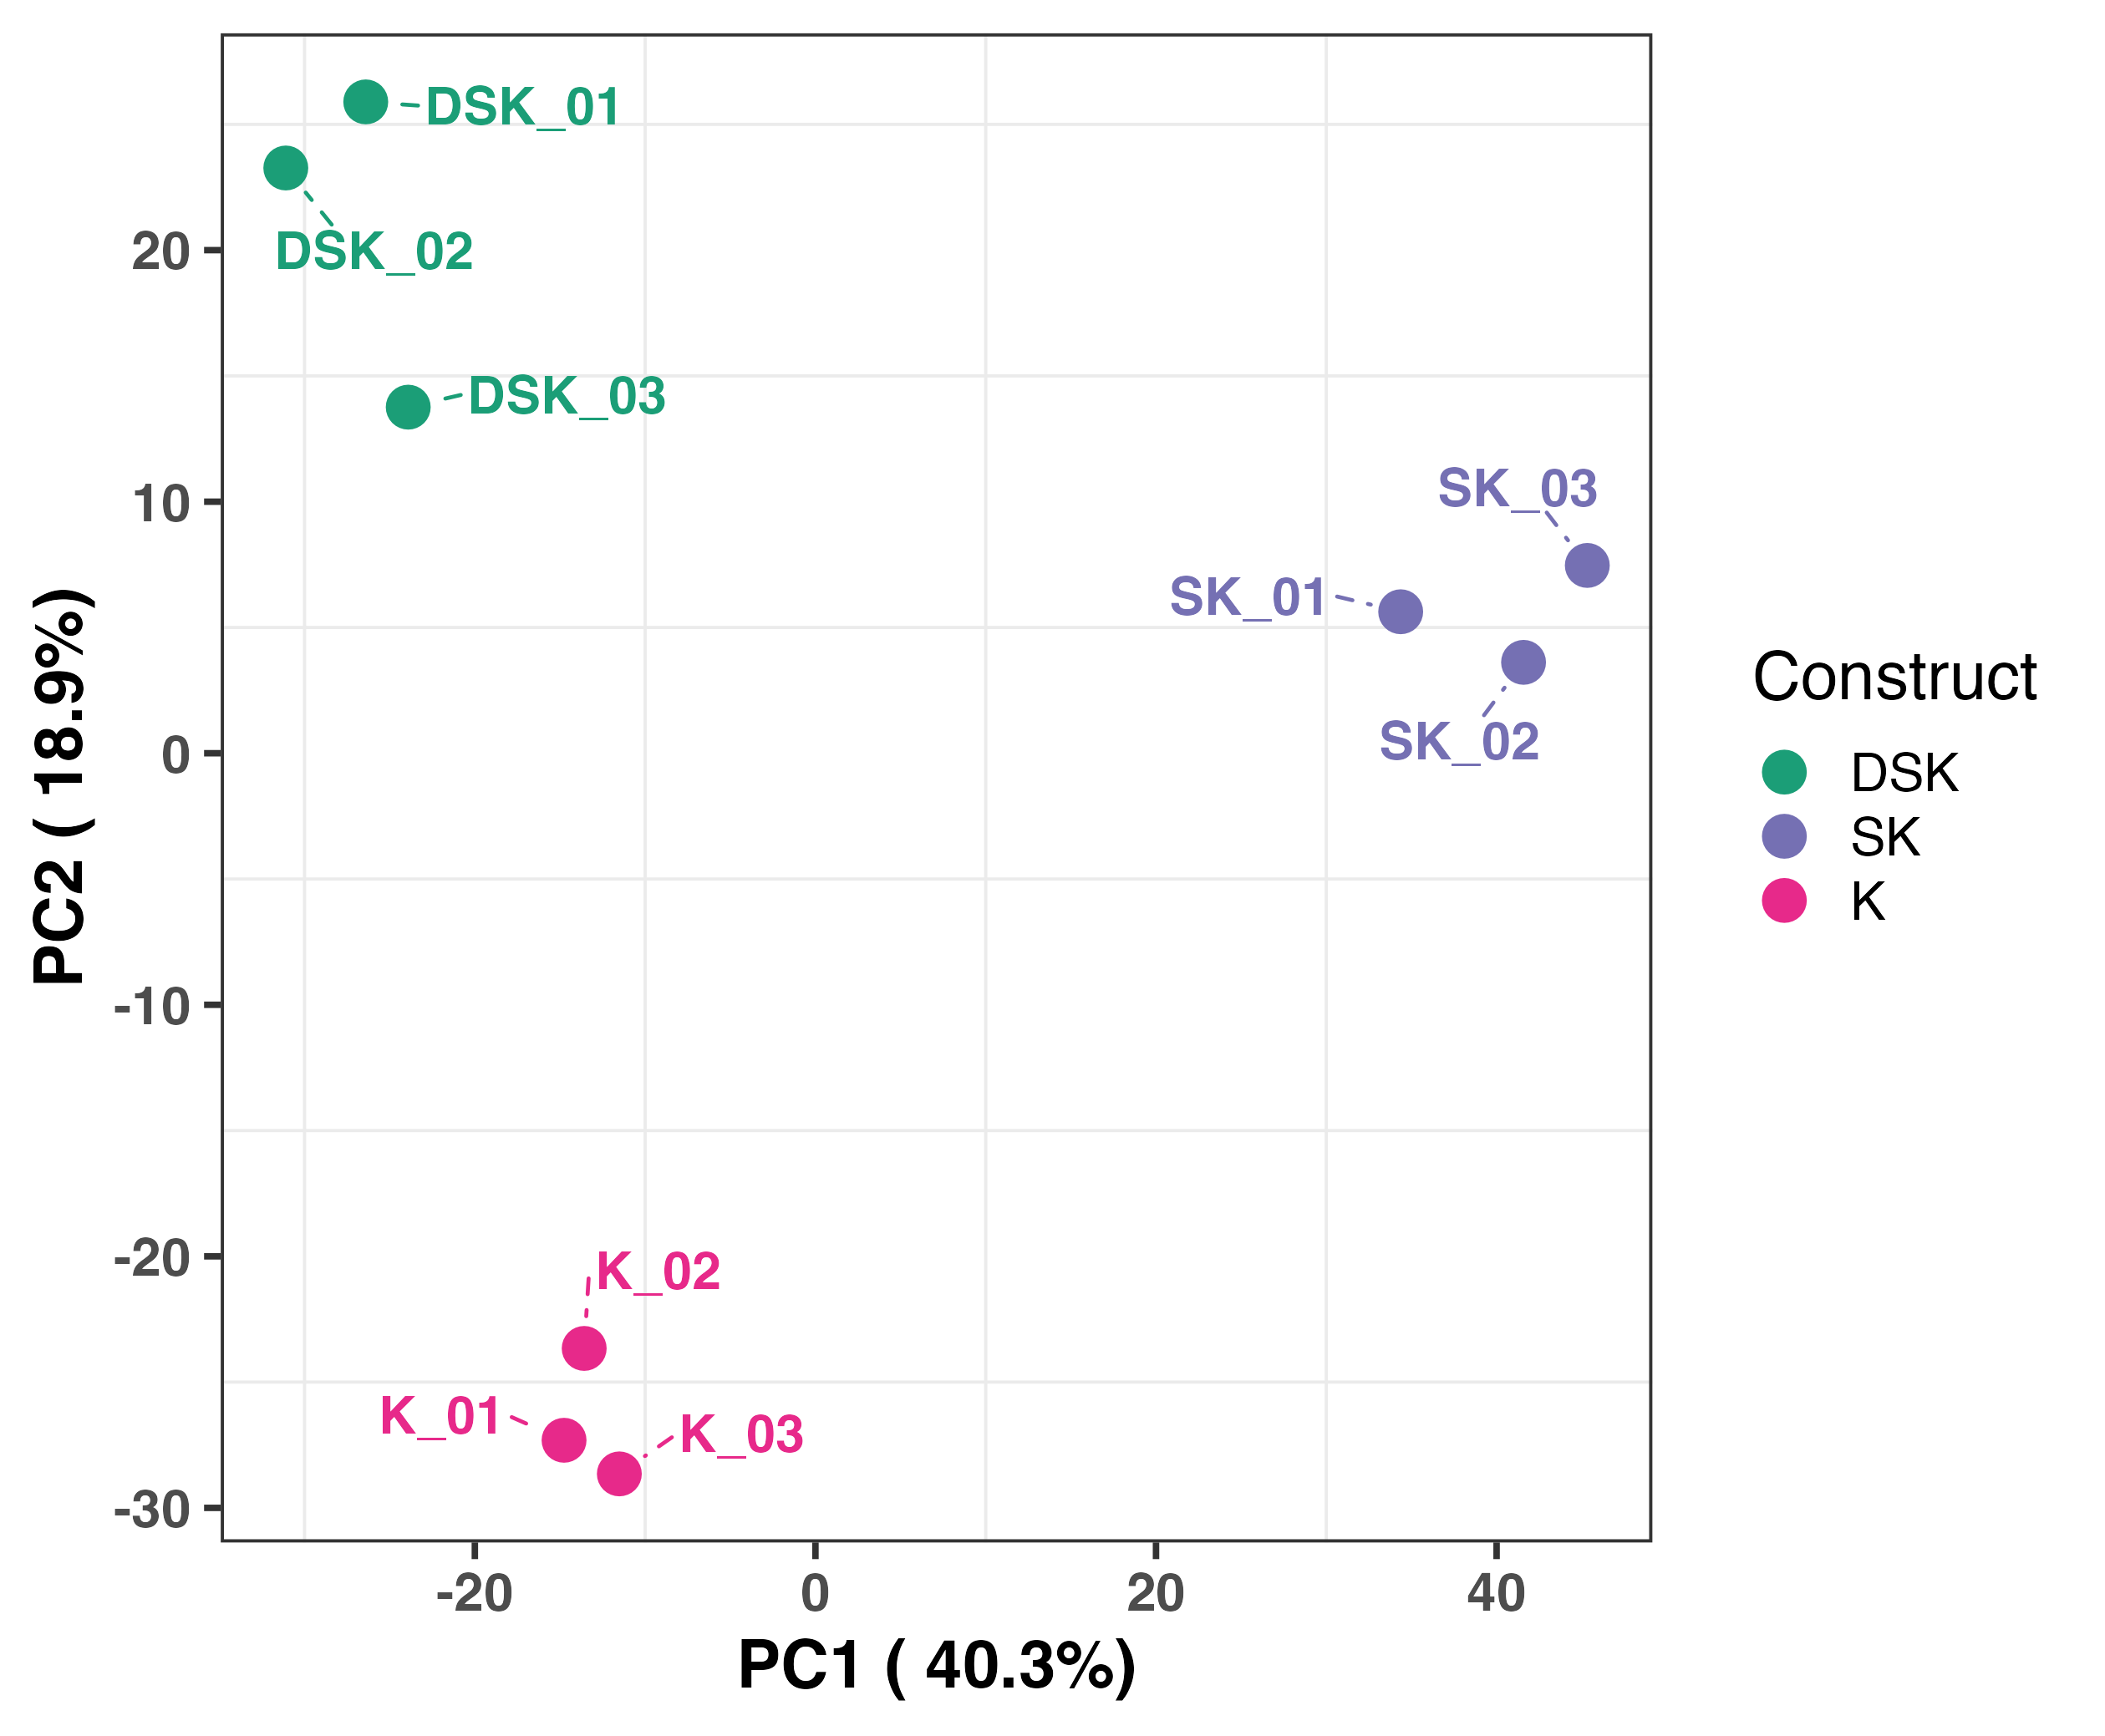 DSK_01
DSK_02
DSK_03
SK_03
SK_01
SK_02
K_02
K_01
K_03
20
10
0
-10
-20
-30
PC2 ( 18.9%)
-20
0
20
40
PC1 ( 40.3%)
Construct
DSK
SK
K